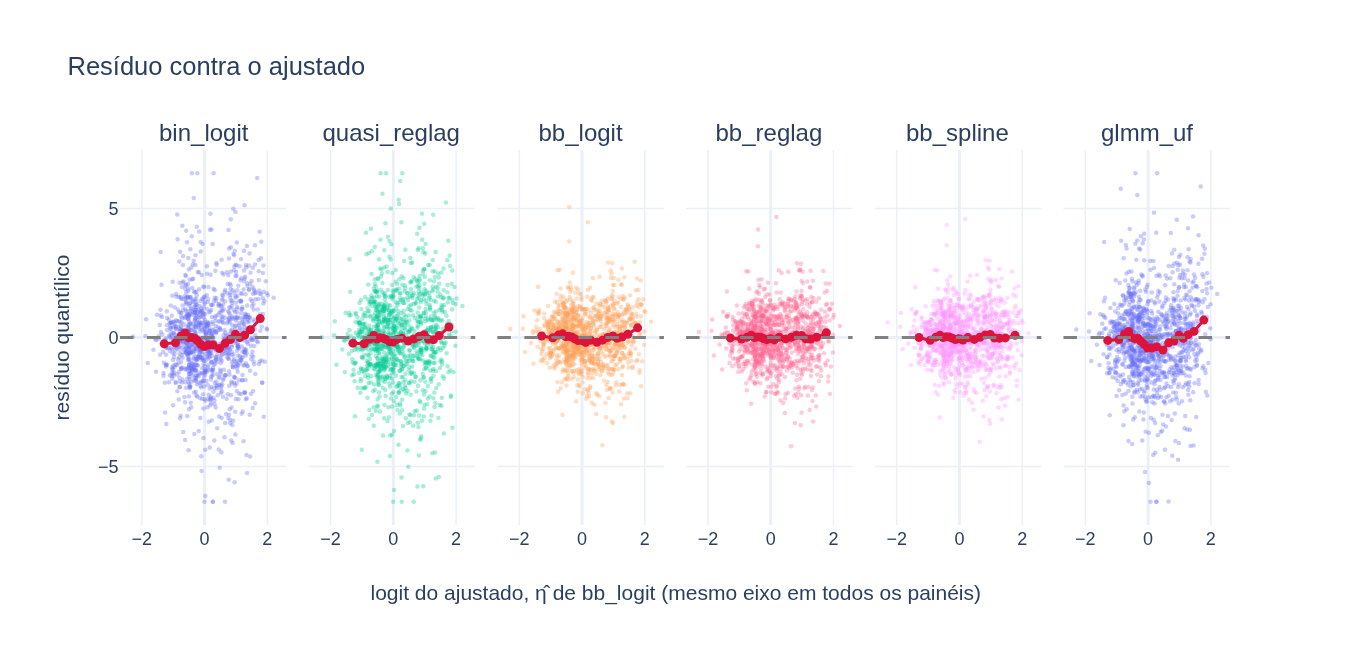 Resíduo contra o ajustado
bin_logit quasi_reglag bb_logit bb_reglag bb_spline glmm_uf
resíduo quantílico
5
0
−5
−2 0 2 −2 0 2 −2 0 2 −2 0 2 −2 0 2 −2 0 2
logit do ajustado, η̂ de bb_logit (mesmo eixo em todos os painéis)